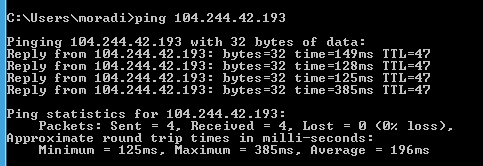 C:\Users\moradi>ping 104.244.42.193
Pinging 104.244.42.193 with 32 bytes of data:
Reply from 104.244.42.193: bytes=32 time=149ms TTL=47
Reply from 104.244.42.193: bytes=32 time=128ms TTL=47
Reply from 104.244.42.193: bytes=32 time=125ms TTL=47
Reply from 104.244.42.193: bytes=32 time=385ms TTL=47
Ping statistics for 104.244.42.193:
Packets: Sent = 4, Received = 4, Lost = 0 (0% loss),
Approximate round trip times in milli-seconds:
Minimum = 125ms, Maximum = 385ms, Average = 196ms